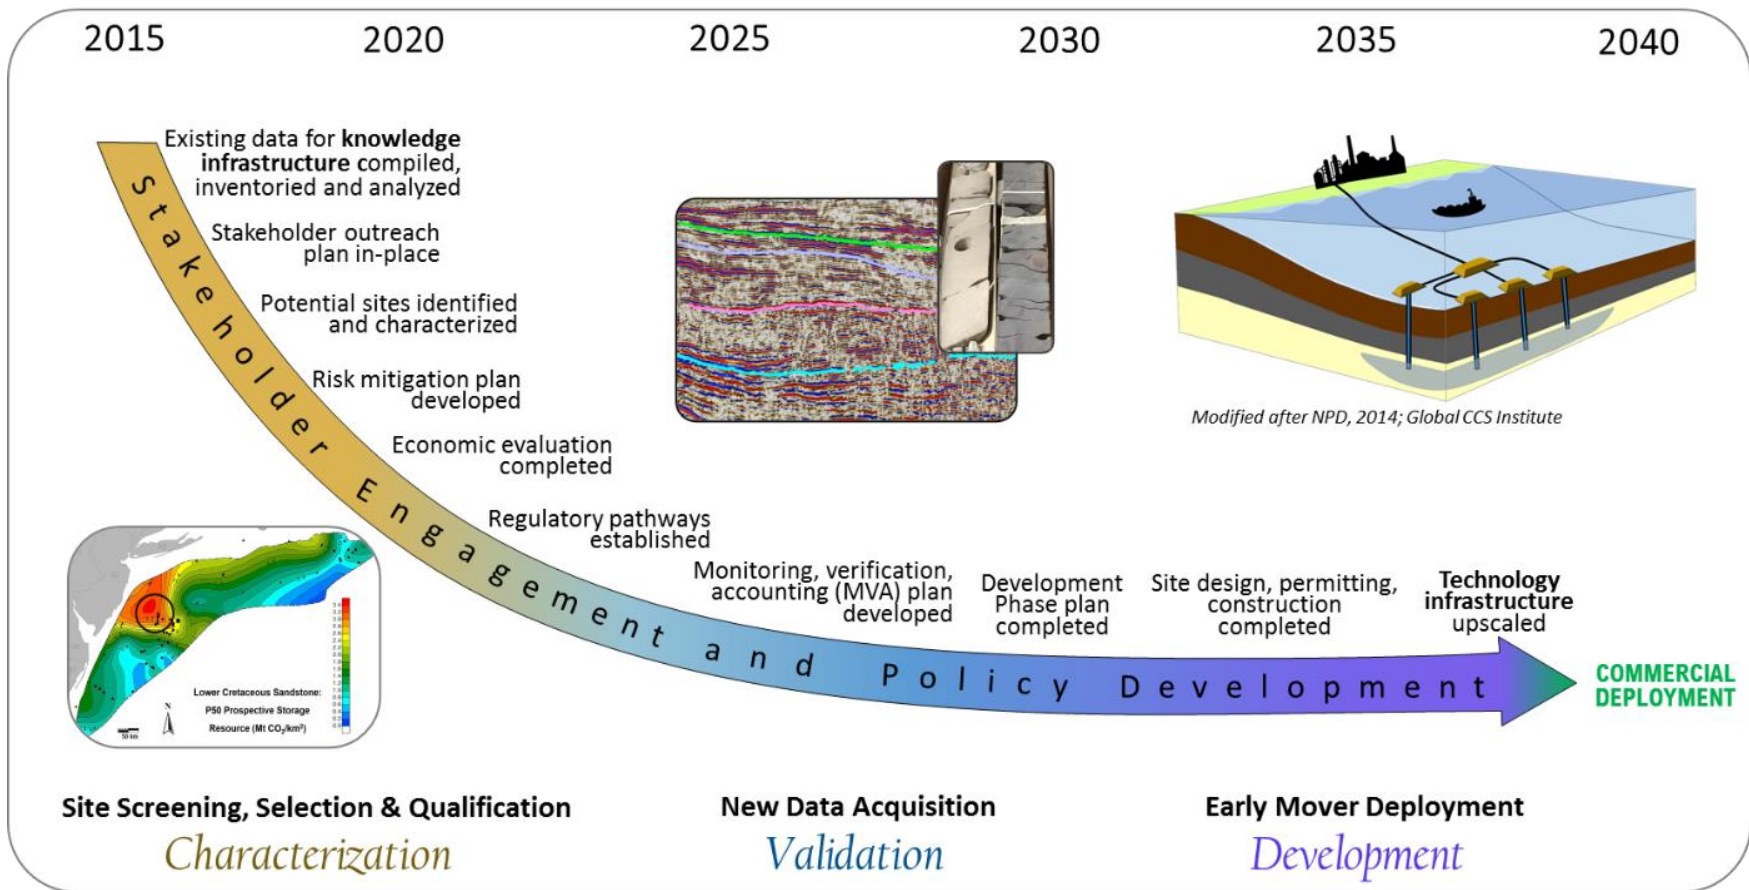 2015 2020 2025 2030 2035 2040
Existing data for knowledge
infrastructure compiled,
inventoried and analyzed
Stakeholder outreach
plan in-place
Potential sites identified
and characterized
Risk mitigation plan
developed
Economic evaluation
completed
Regulatory pathways
established
Monitoring, verification,
accounting (MVA) plan
developed
Development
Phase plan
completed
Site design, permitting,
construction
completed
Technology
infrastructure
upscaled
Stakeholder Engagement and Policy Development
COMMERCIAL
DEPLOYMENT
Modified after NPD, 2014; Global CCS Institute
Lower Cretaceous Sandstone:
P50 Prospective Storage
Resource (Mt CO₂/km²)
N
50 km
Site Screening, Selection & Qualification
Characterization
New Data Acquisition
Validation
Early Mover Deployment
Development